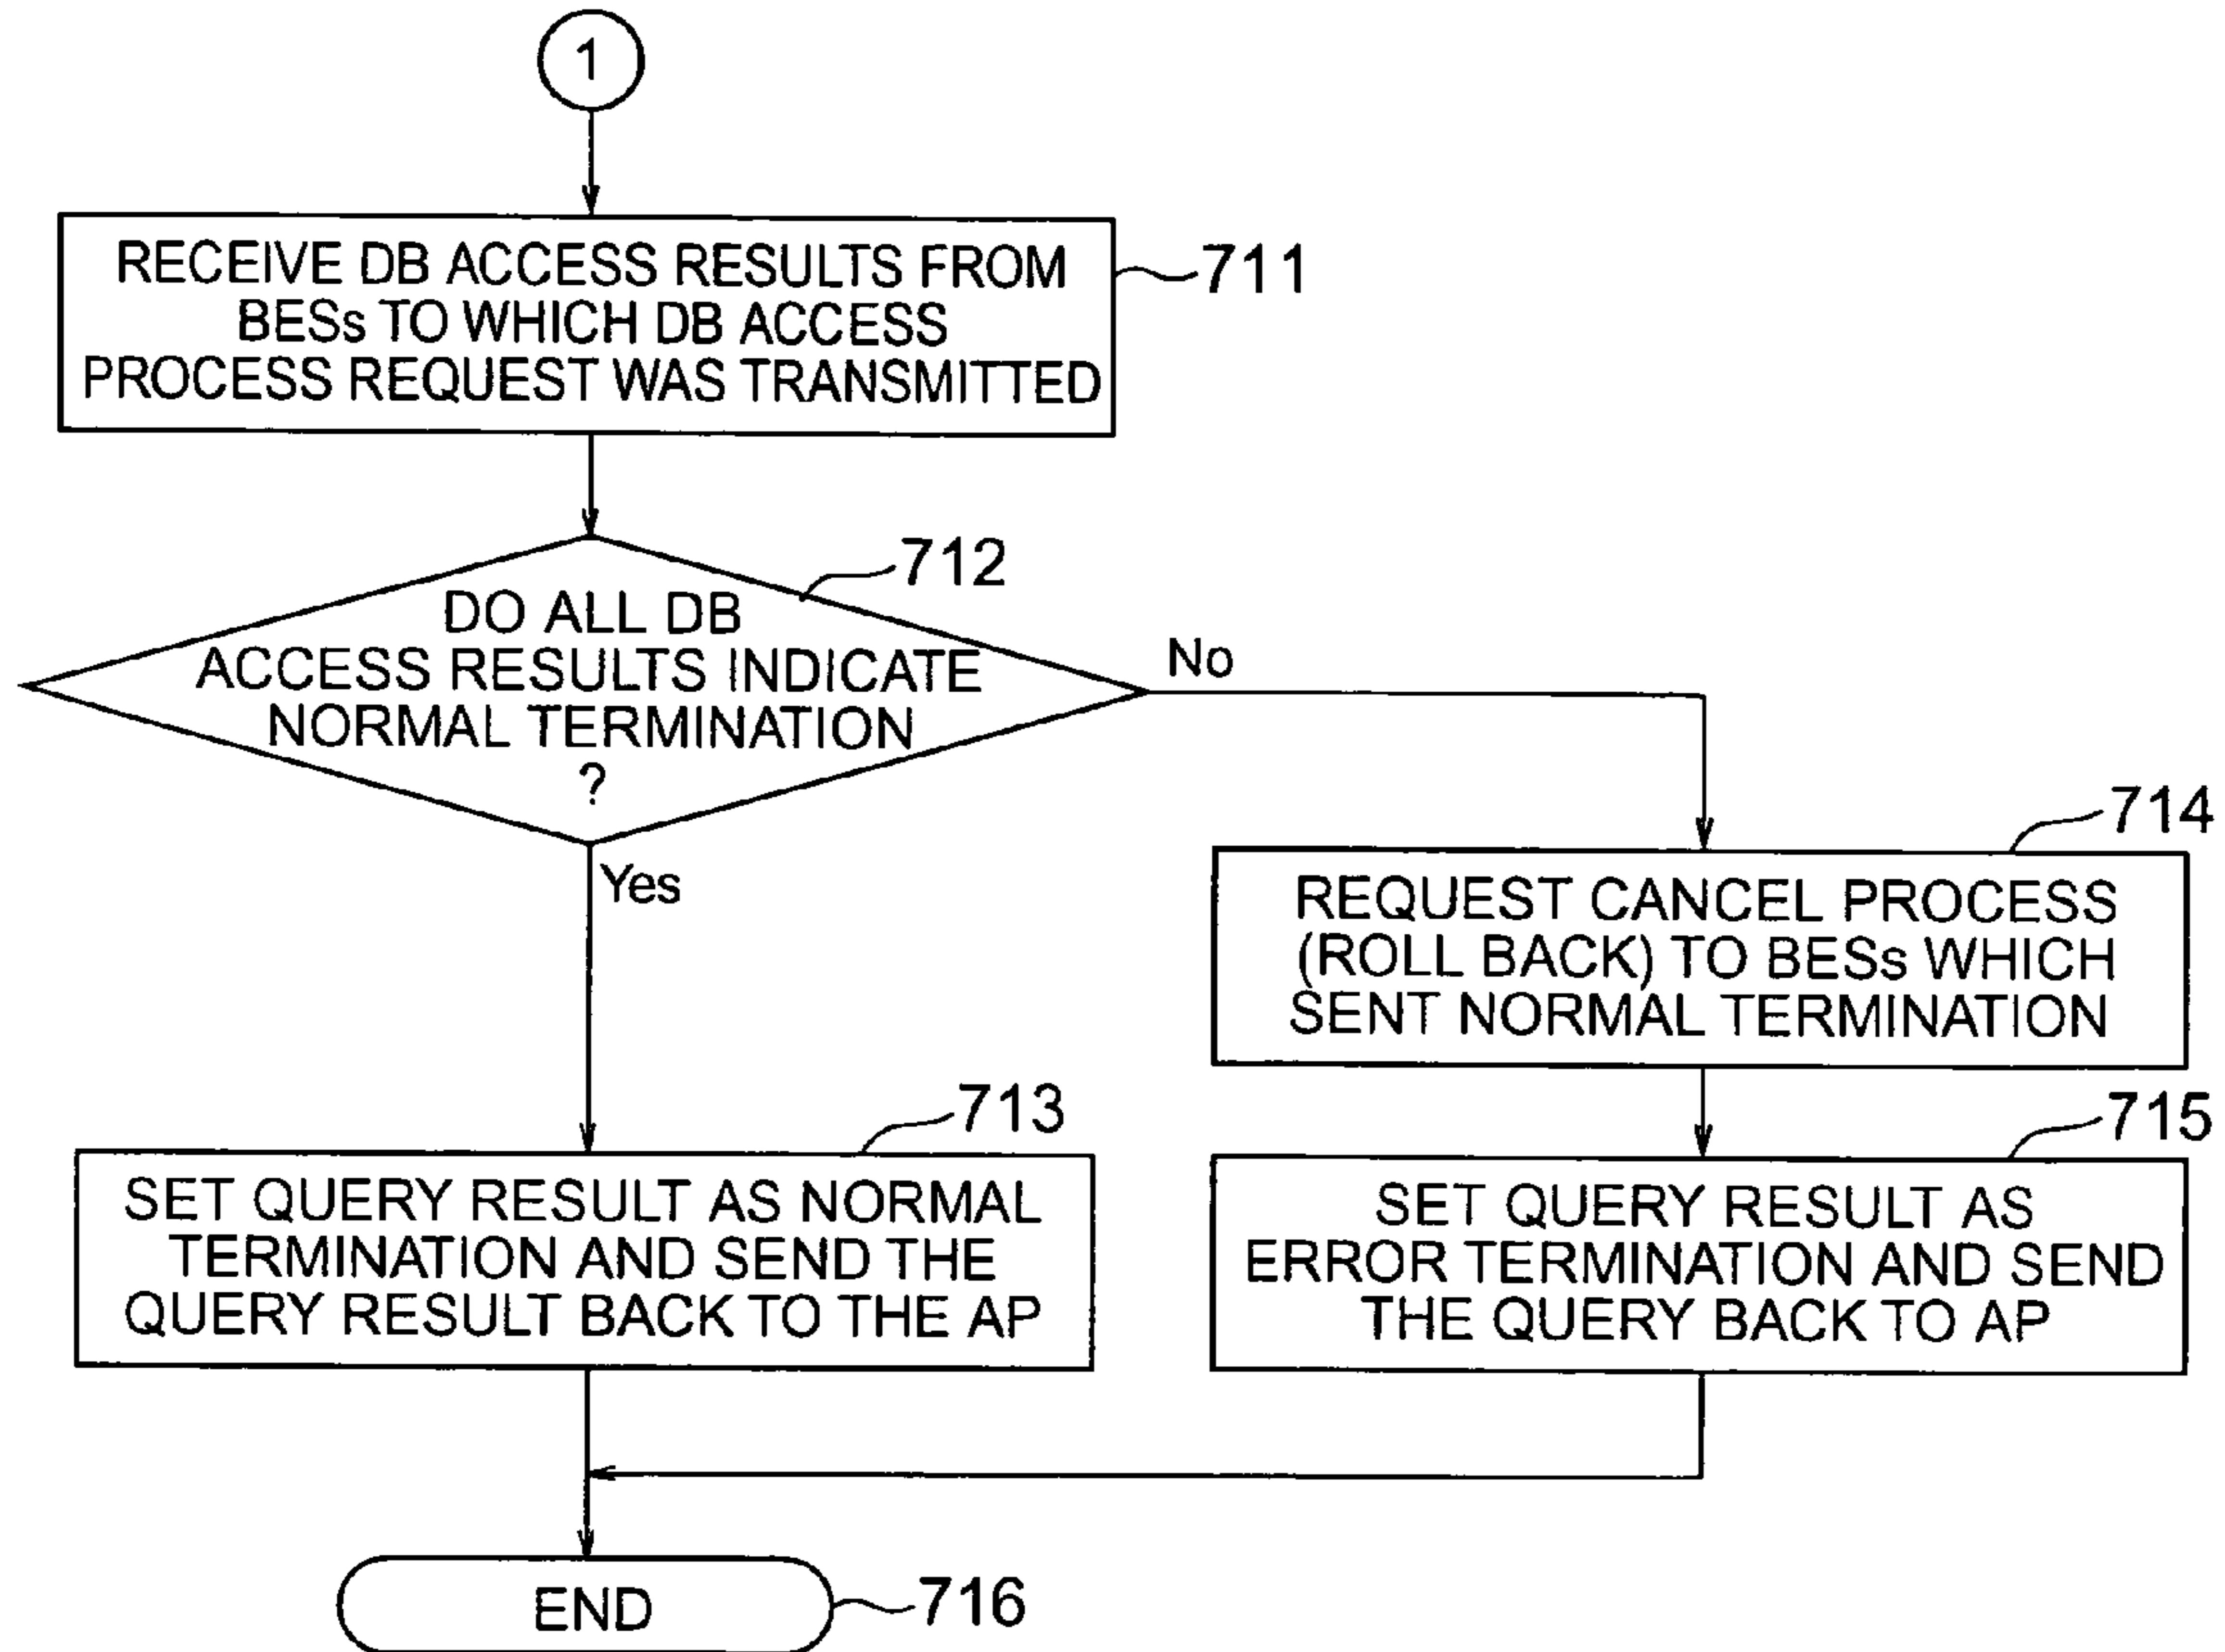 1
RECEIVE DB ACCESS RESULTS FROM
BESs TO WHICH DB ACCESS
PROCESS REQUEST WAS TRANSMITTED
711
712
DO ALL DB
ACCESS RESULTS INDICATE
NORMAL TERMINATION
?
No
Yes
714
REQUEST CANCEL PROCESS
(ROLL BACK) TO BESs WHICH
SENT NORMAL TERMINATION
713
SET QUERY RESULT AS NORMAL
TERMINATION AND SEND THE
QUERY RESULT BACK TO THE AP
715
SET QUERY RESULT AS
ERROR TERMINATION AND SEND
THE QUERY BACK TO AP
END
716